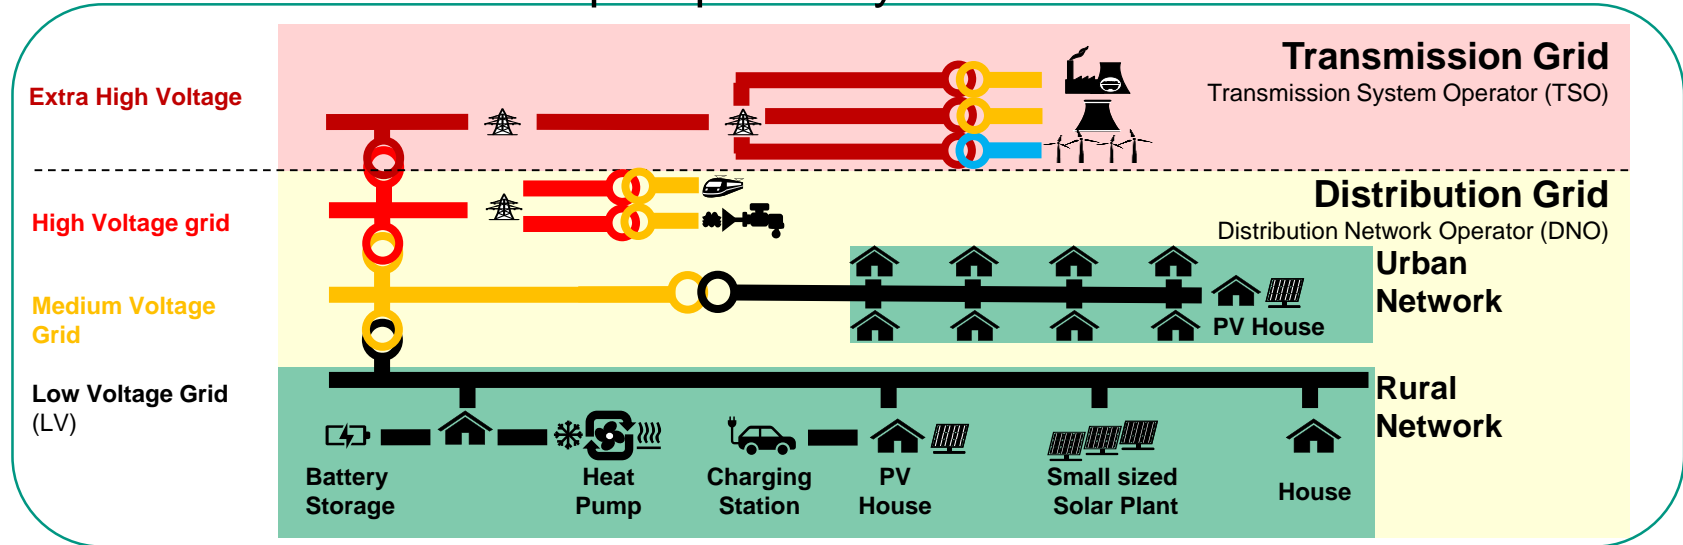 Extra High Voltage
Transmission Grid
Transmission System Operator (TSO)
High Voltage grid
Distribution Grid
Distribution Network Operator (DNO)
Medium Voltage
Grid
Urban
Network
PV House
Low Voltage Grid
(LV)
Rural
Network
Battery
Storage
Heat
Pump
Charging
Station
PV
House
Small sized
Solar Plant
House